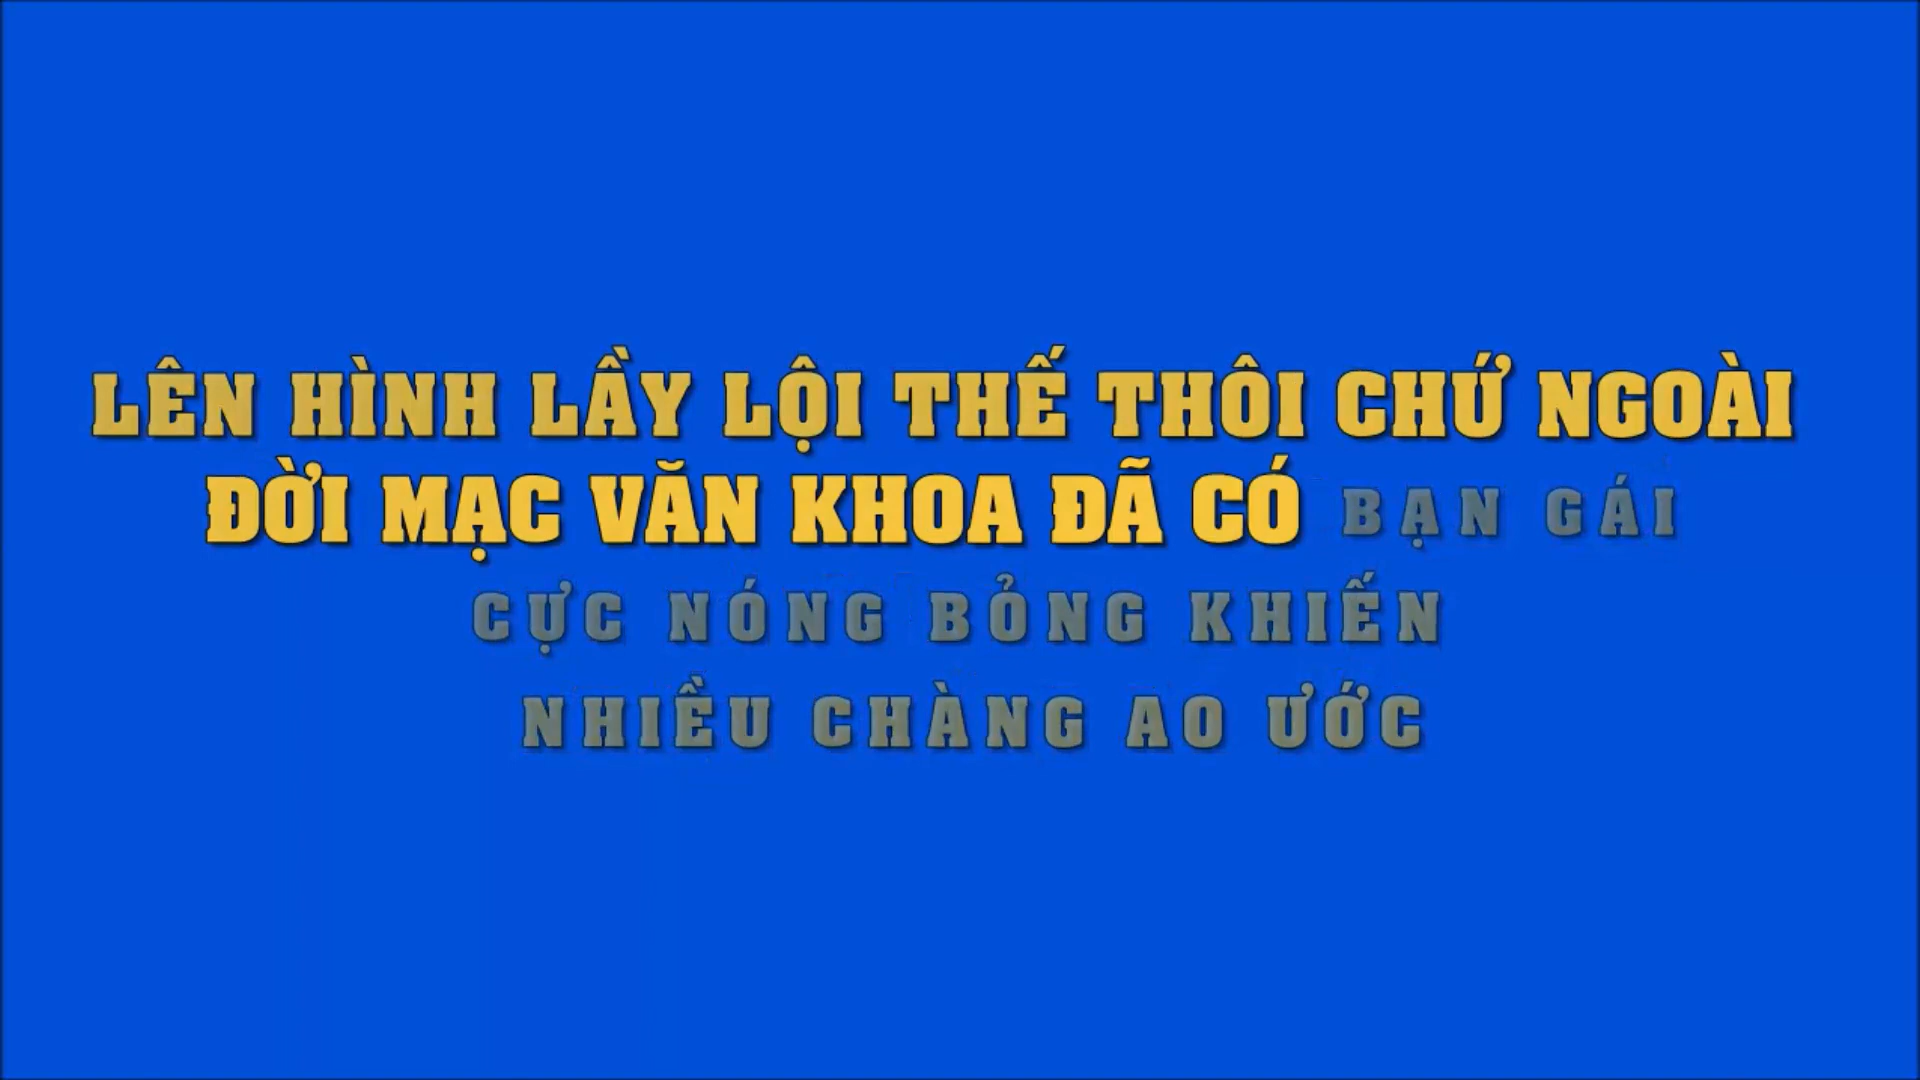 LÊN HÌNH LẦY LỘI THẾ THÔI CHỨ NGOÀI
ĐỜI MẠC VĂN KHOA ĐÃ CÓ BẠN GÁI
CỰC NÓNG BỎNG KHIẾN
NHIỀU CHÀNG AO ƯỚC